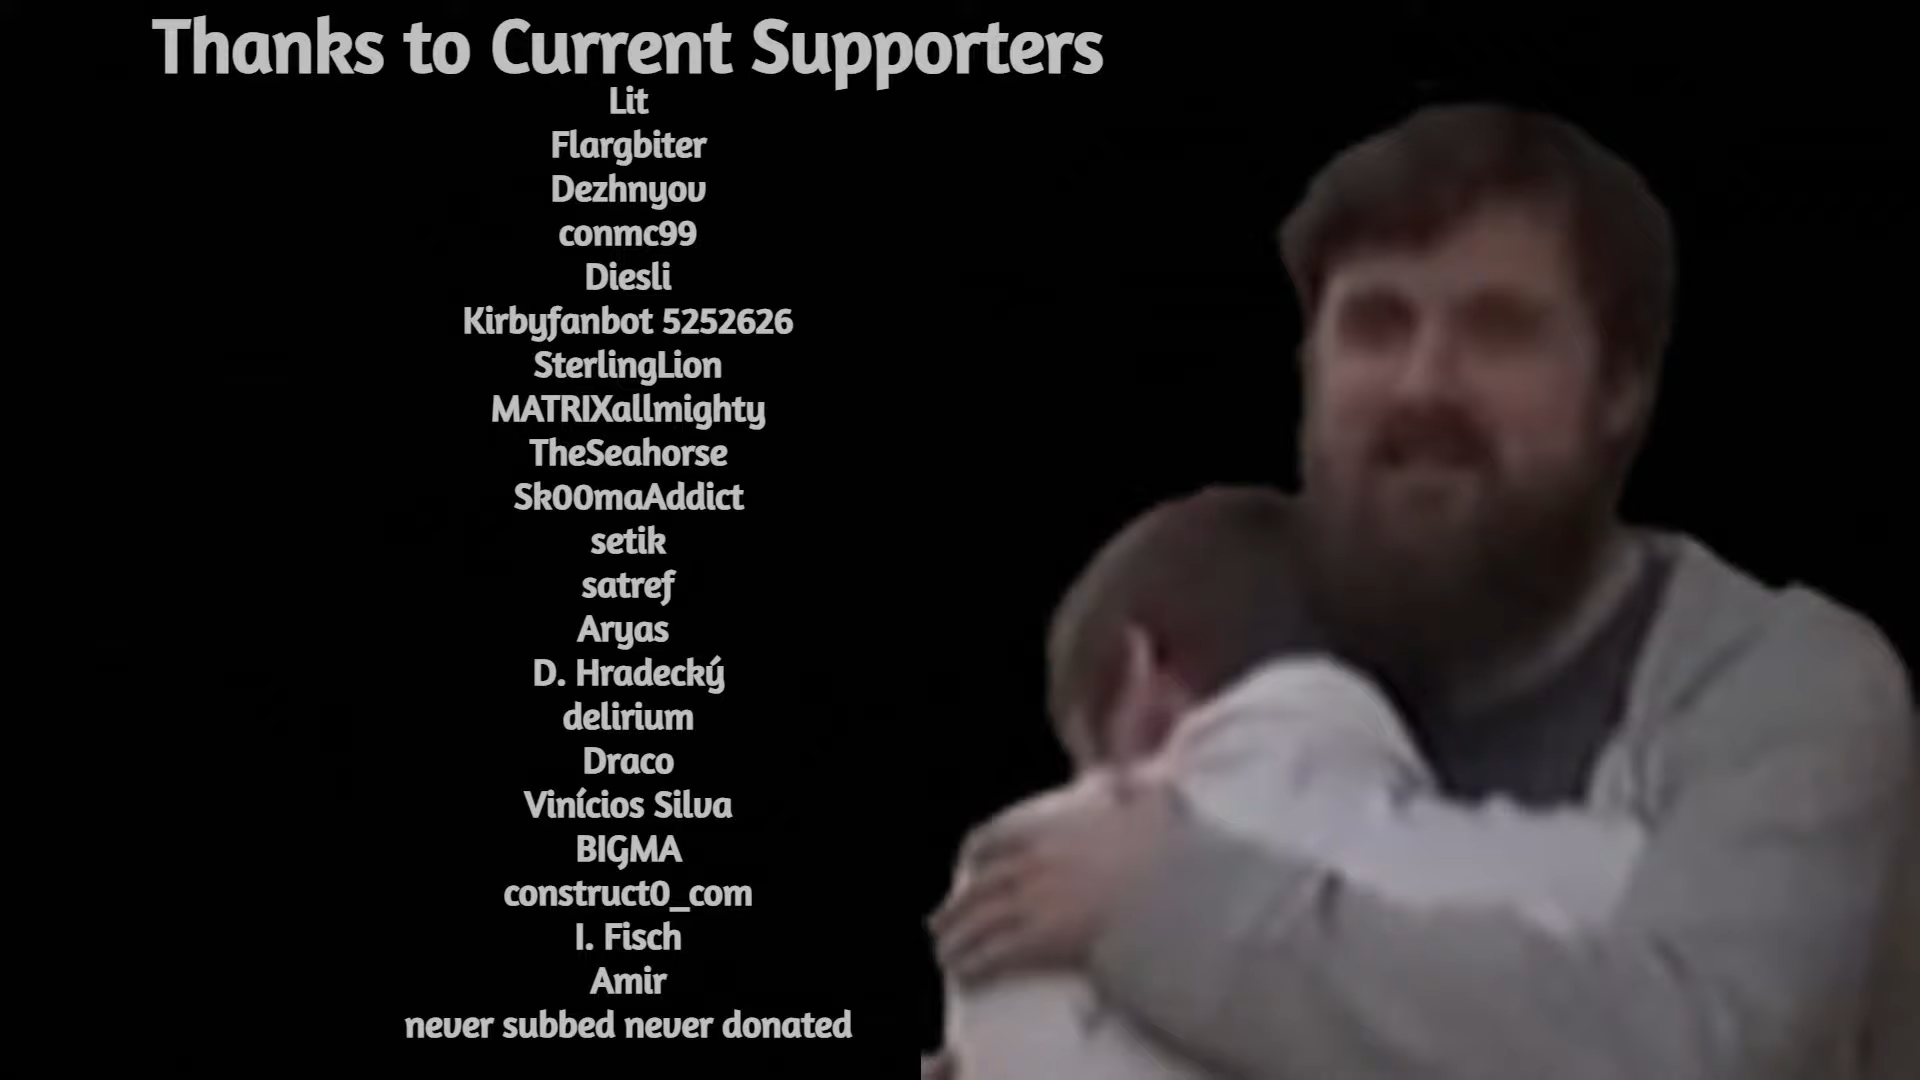 Thanks to Current Supporters
Lit
Flargbiter
Dezhnyov
conmc99
Diesli
Kirbyfanbot 5252626
SterlingLion
MATRIXallmighty
TheSeahorse
Sk00maAddict
setik
satref
Aryas
D. Hradecký
delirium
Draco
Vinícios Silva
BIGMA
construct0_com
I. Fisch
Amir
never subbed never donated